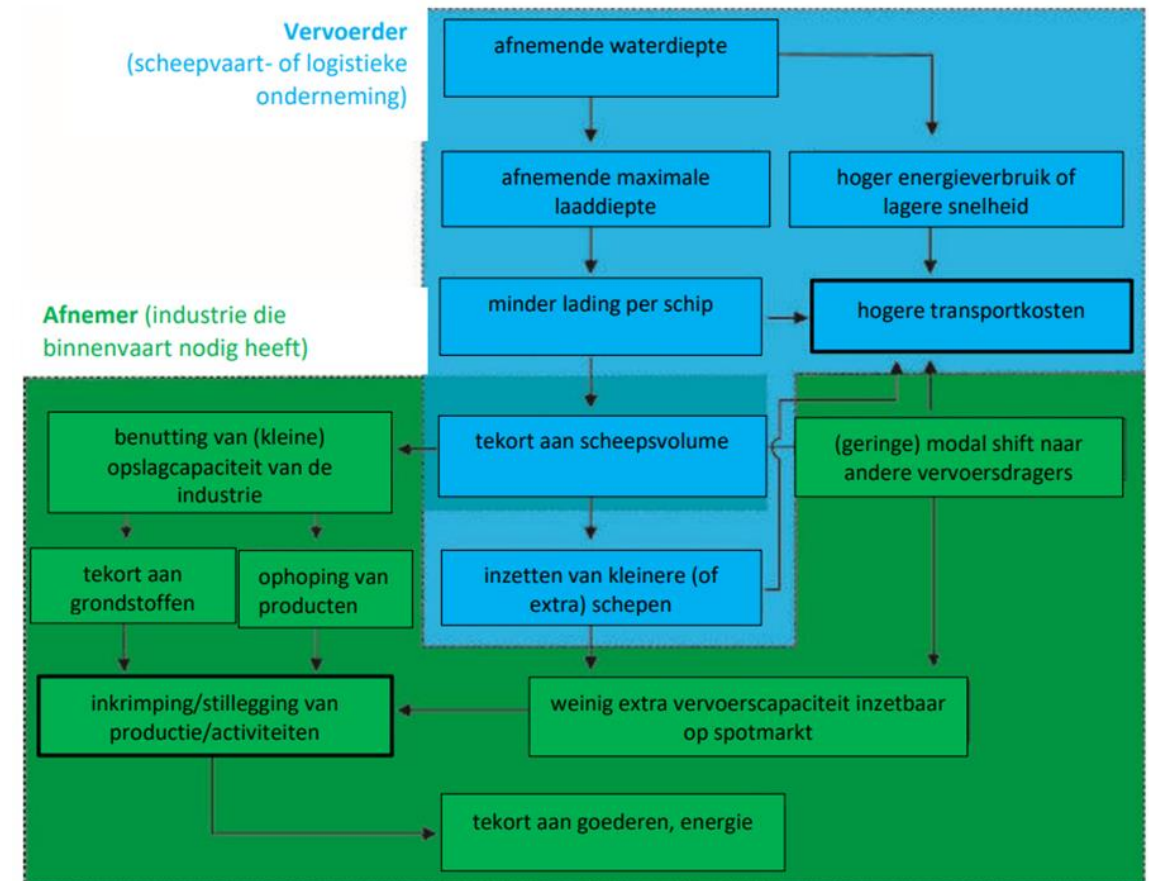 Vervoerder
(scheepvaart- of logistieke
onderneming)
afnemende waterdiepte
afnemende maximale
laaddiepte
hoger energieverbruik of
lagere snelheid
minder lading per schip
hogere transportkosten
Afnemer (industrie die
binnenvaart nodig heeft)
benutting van (kleine)
opslagcapaciteit van de
industrie
tekort aan scheepsvolume
(geringe) modal shift naar
andere vervoersdragers
tekort aan
grondstoffen
ophoping van
producten
inzetten van kleinere (of
extra) schepen
inkrimping/stillegging van
productie/activiteiten
weinig extra vervoerscapaciteit inzetbaar
op spotmarkt
tekort aan goederen, energie